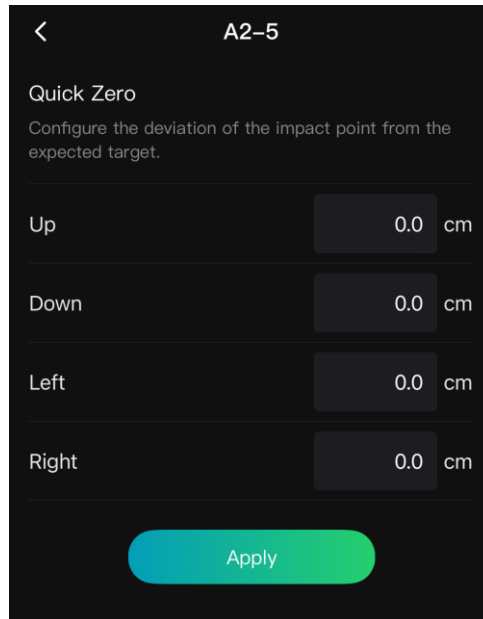 A2-5
Quick Zero
Configure the deviation of the impact point from the
expected target.
Up 0.0 cm
Down 0.0 cm
Left 0.0 cm
Right 0.0 cm
Apply